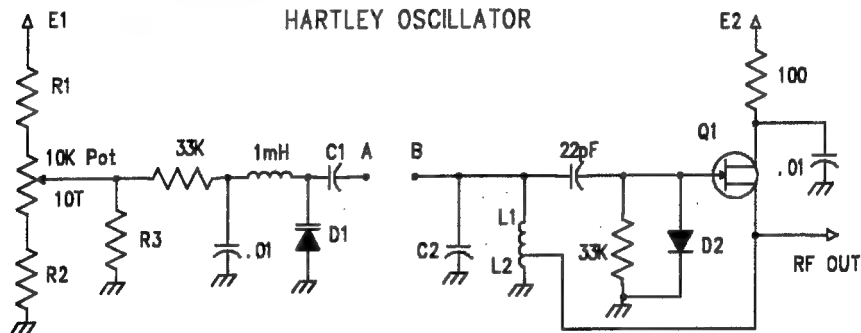 HARTLEY OSCILLATOR
E1
E2
R1
100
10K Pot
33K
1mH
C1
A
B
22pF
Q1
10T
R3
.01
D1
C2
L1
L2
33K
D2
.01
RF OUT
R2